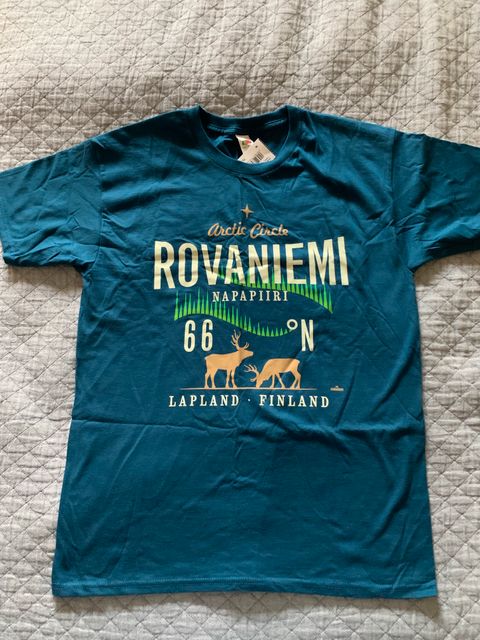 Arctic Circle
ROVANIEMI
NAPAPIIRI
66 °N
LAPLAND · FINLAND